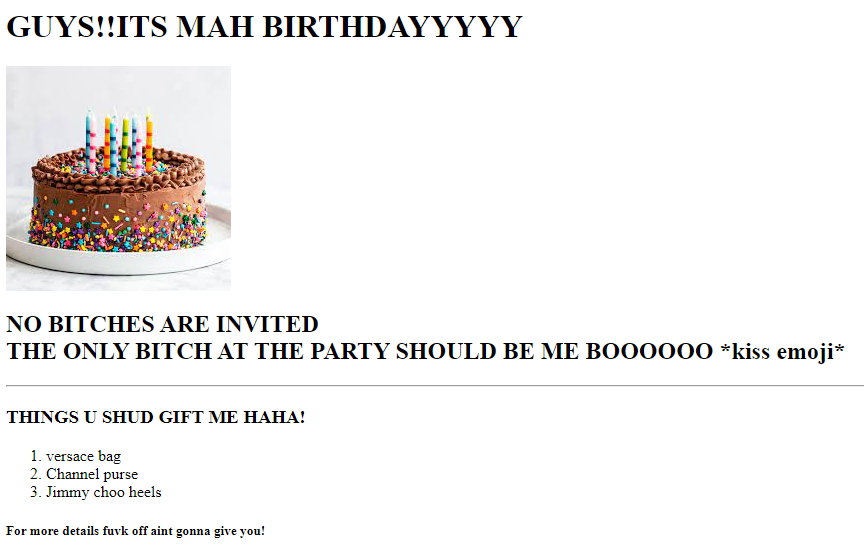 GUYS!!ITS MAH BIRTHDAYYYYY
NO BITCHES ARE INVITED
THE ONLY BITCH AT THE PARTY SHOULD BE ME BOOOOOO *kiss emoji*
THINGS U SHUD GIFT ME HAHA!
1. versace bag
2. Channel purse
3. Jimmy choo heels
For more details fuvk off aint gonna give you!